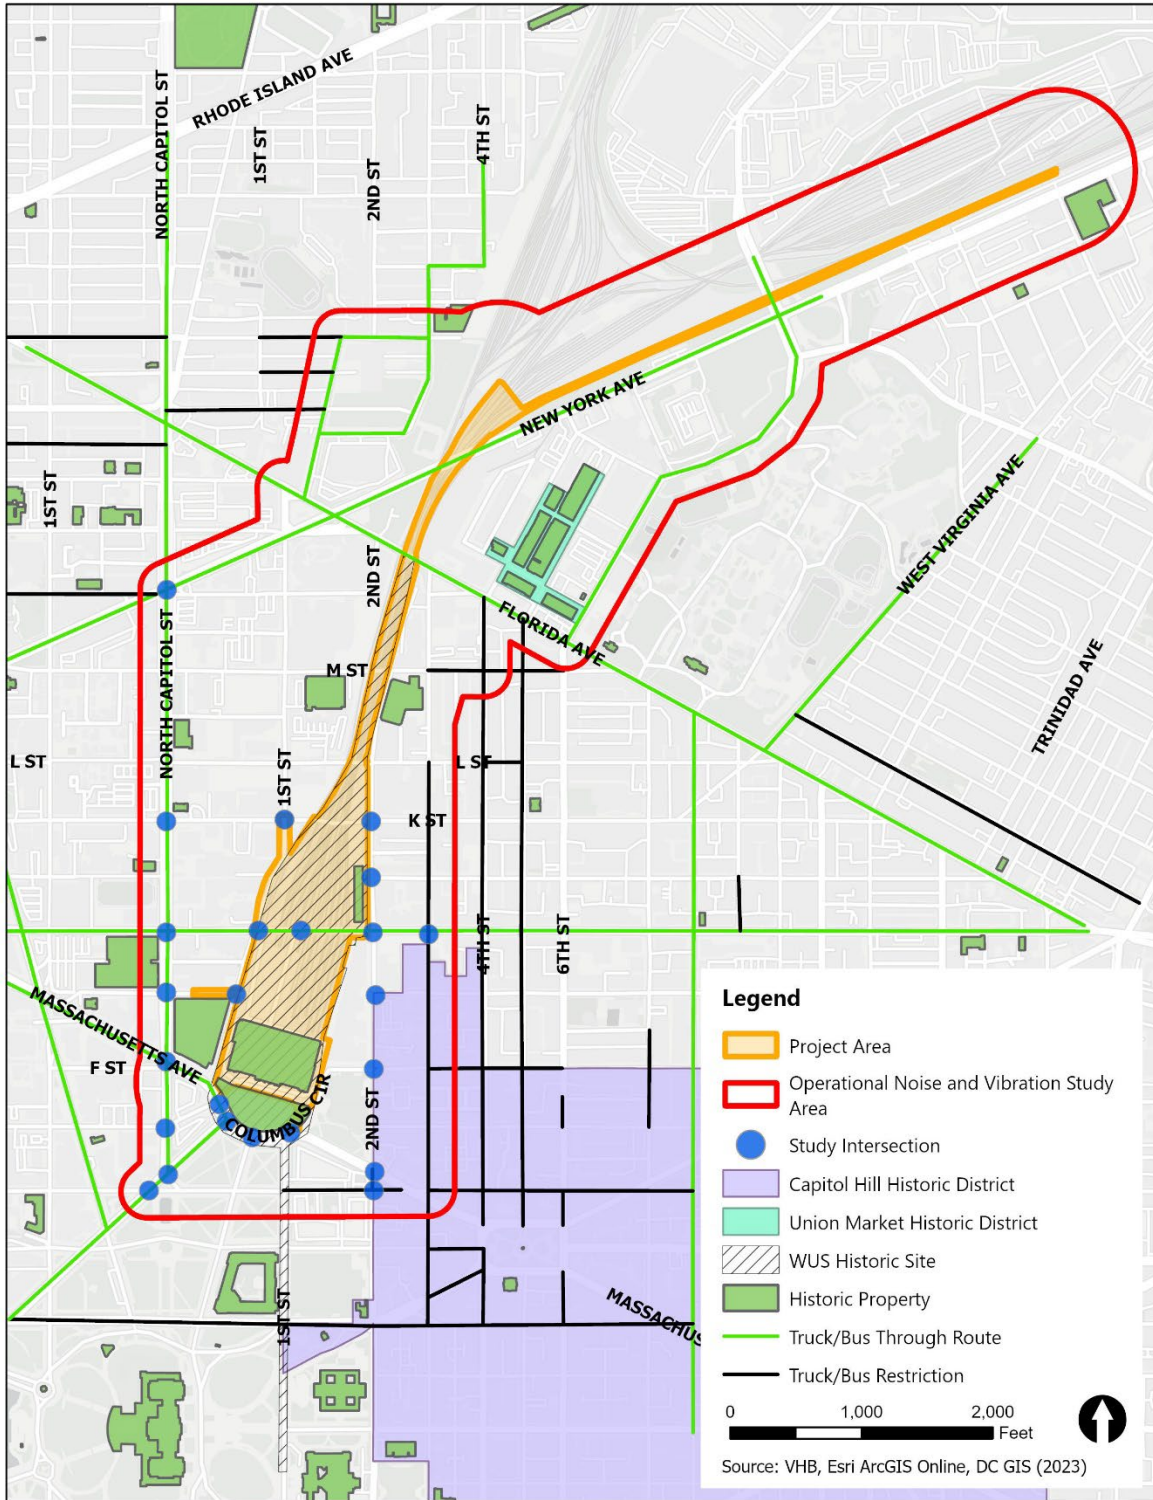 RHODE ISLAND AVE
NORTH CAPITOL ST
1ST ST
2ND ST
4TH ST
NEW YORK AVE
1ST ST
2ND ST
FLORIDA AVE
WEST VIRGINIA AVE
TRINIDAD AVE
NORTH CAPITOL ST
M ST
L ST
1ST ST
L ST
K ST
4TH ST
6TH ST
MASSACHUSETTS AVE
F ST
COLUMBUS CIR
2ND ST
1ST ST
MASSACHUS
Legend
Project Area
Operational Noise and Vibration Study
Area
Study Intersection
Capitol Hill Historic District
Union Market Historic District
WUS Historic Site
Historic Property
Truck/Bus Through Route
Truck/Bus Restriction
0 1,000 2,000
Feet
Source: VHB, Esri ArcGIS Online, DC GIS (2023)